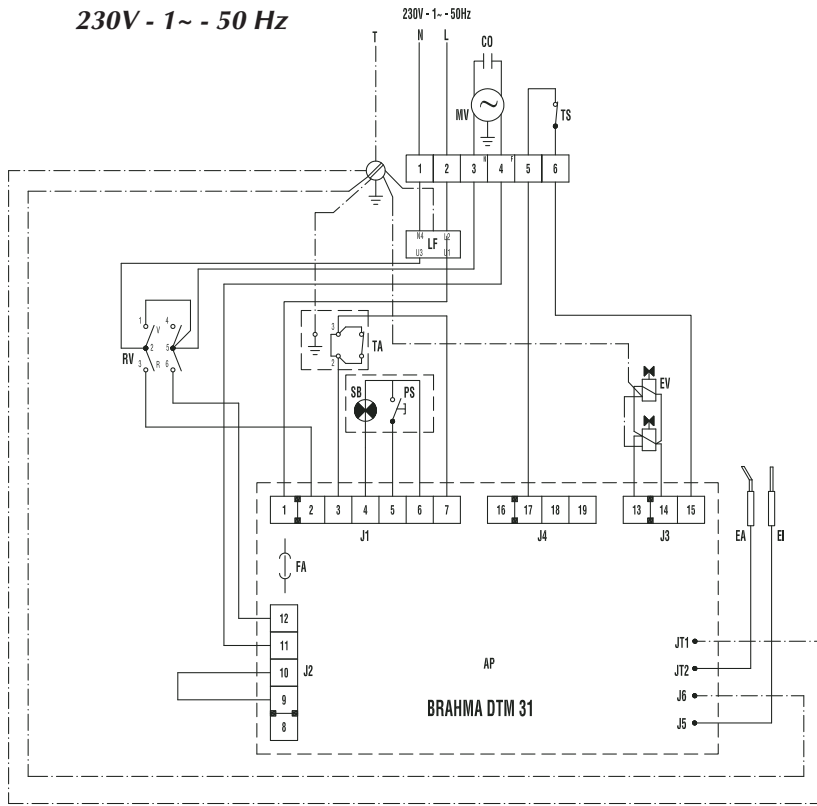 230V - 1~ - 50 Hz
230V - 1~ - 50Hz
T N L CO
MV TS
1 2 3 N 4 F 5 6
N4 L2
LF
U3 U1
1 4
V
RV 2 5
3 R 6
3
TA
2
SB PS
EV
1 2 3 4 5 6 7
16 17 18 19
13 14 15
J1 J4 J3
EA EI
FA
12
11
10 J2
9
8
JT1
JT2
J6
J5
AP
BRAHMA DTM 31